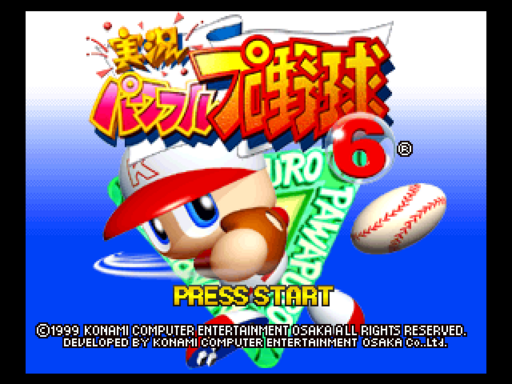 実況
パワフル
プロ野球
6®
K
PAWAPURO
PRESS START
©1999 KONAMI COMPUTER ENTERTAINMENT OSAKA ALL RIGHTS RESERVED.
DEVELOPED BY KONAMI COMPUTER ENTERTAINMENT OSAKA Co.,Ltd.